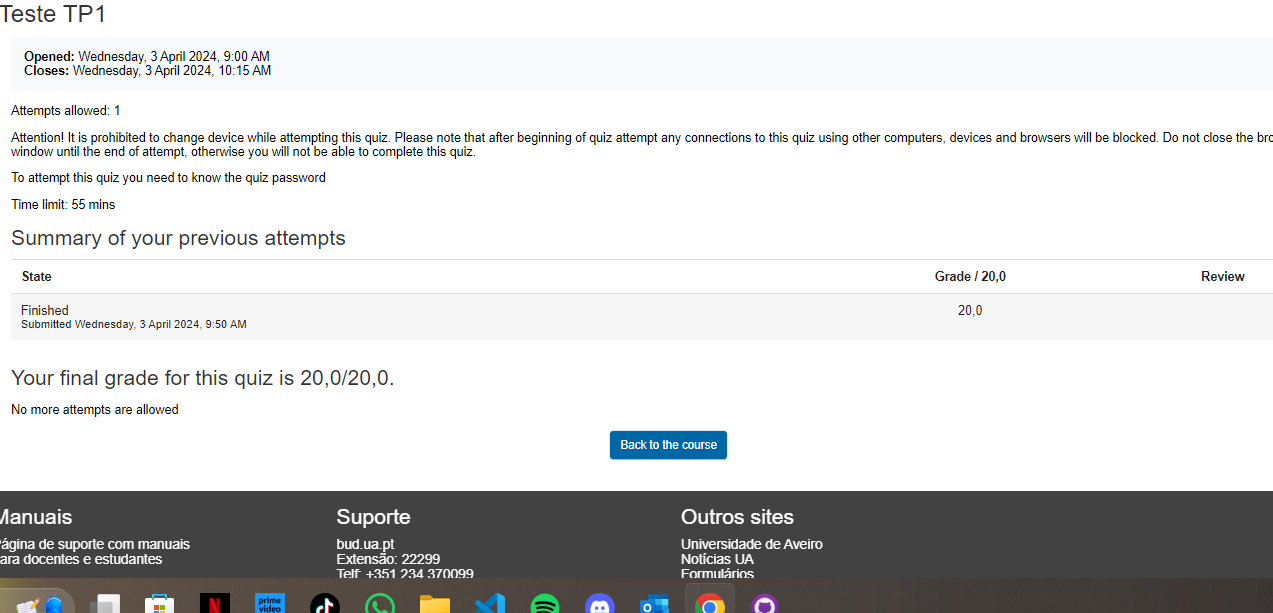 Teste TP1
Opened: Wednesday, 3 April 2024, 9:00 AM
Closes: Wednesday, 3 April 2024, 10:15 AM
Attempts allowed: 1
Attention! It is prohibited to change device while attempting this quiz. Please note that after beginning of quiz attempt any connections to this quiz using other computers, devices and browsers will be blocked. Do not close the bro
window until the end of attempt, otherwise you will not be able to complete this quiz.
To attempt this quiz you need to know the quiz password
Time limit: 55 mins
Summary of your previous attempts
State Grade / 20,0 Review
Finished 20,0
Submitted Wednesday, 3 April 2024, 9:50 AM
Your final grade for this quiz is 20,0/20,0.
No more attempts are allowed
Back to the course
Manuais Suporte Outros sites
Página de suporte com manuais bud.ua.pt Universidade de Aveiro
ara docentes e estudantes Extensão: 22299 Notícias UA
Telf: +351 234 370099 Formulários
N prime video